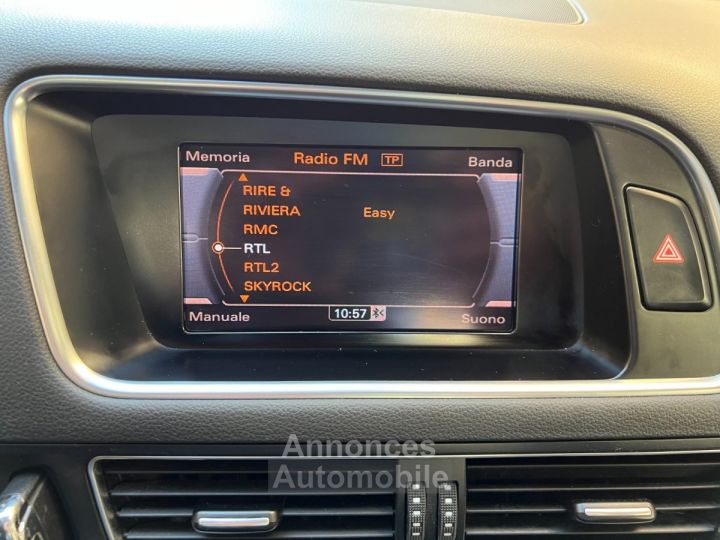 Memoria Radio FM TP Banda
RIRE &
RIVIERA Easy
RMC
RTL
RTL2
SKYROCK
Manuale 10:57 Suono
Annonces
Automobile